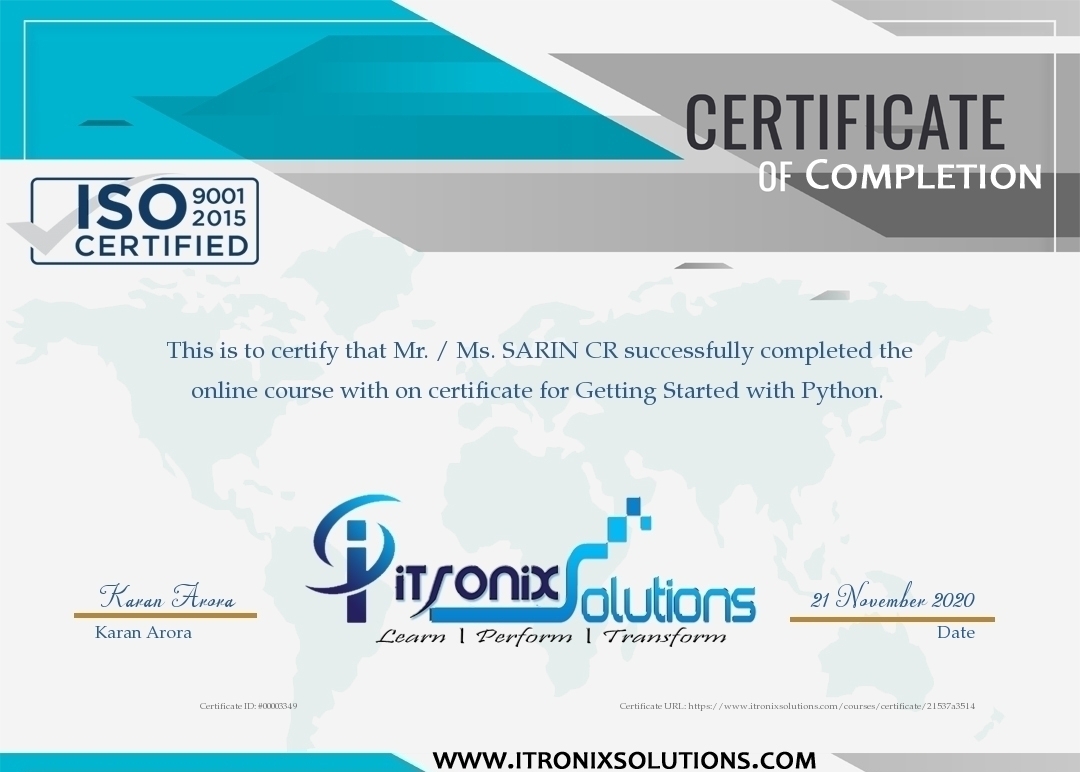 CERTIFICATE
OF COMPLETION
ISO 9001
2015
CERTIFIED
This is to certify that Mr. / Ms. SARIN CR successfully completed the
online course with on certificate for Getting Started with Python.
iTronix Solutions
Learn | Perform | Transform
Karan Arora
Karan Arora
21 November 2020
Date
Certificate ID: #00003349
Certificate URL: https://www.itronixsolutions.com/courses/certificate/21537a3514
WWW.ITRONIXSOLUTIONS.COM